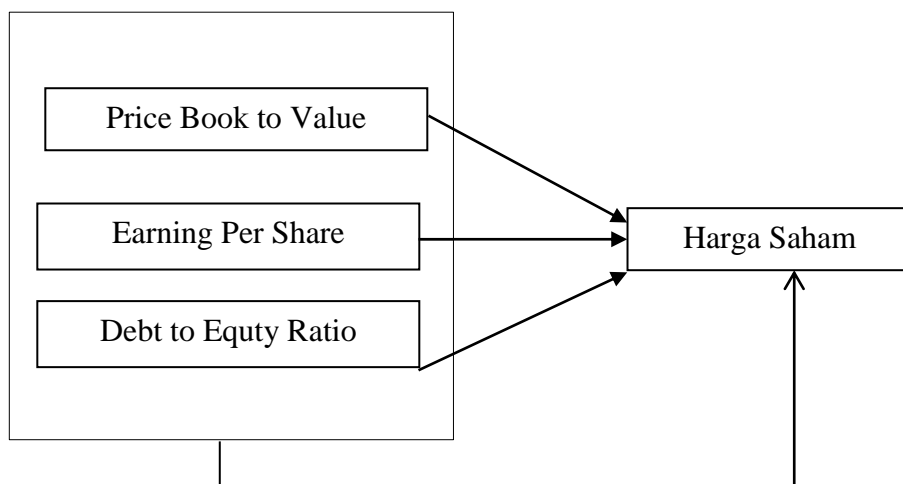 Price Book to Value
Earning Per Share
Harga Saham
Debt to Equty Ratio